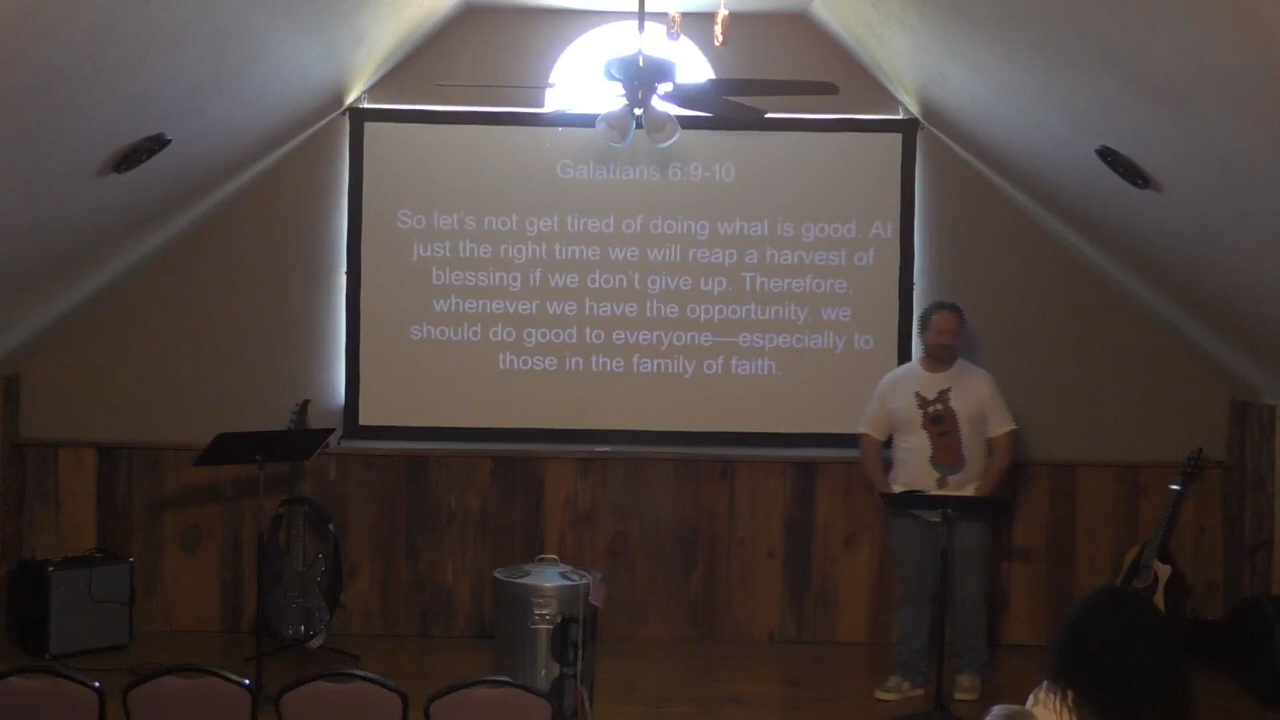 Galatians 6:9-10
So let's not get tired of doing what is good. At
just the right time we will reap a harvest of
blessing if we don't give up. Therefore,
whenever we have the opportunity, we
should do good to everyone—especially to
those in the family of faith.